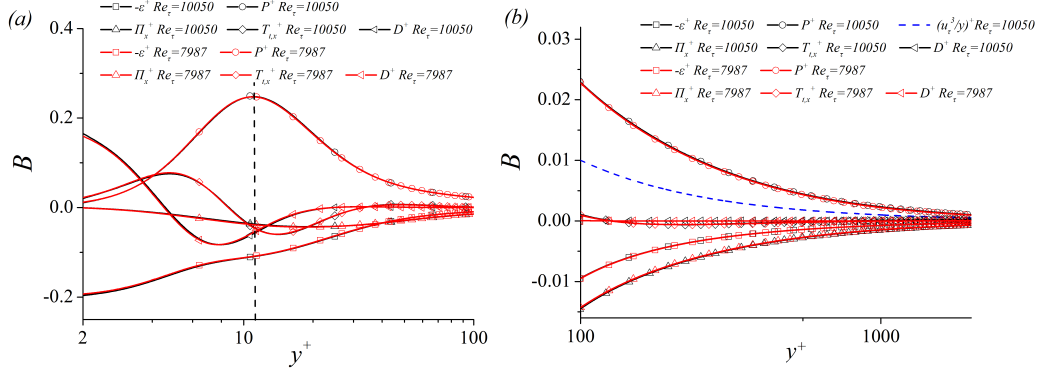 (a)
-ε⁺ Reτ=10050 P⁺ Reτ=10050
Πₓ⁺ Reτ=10050 Tₜ,ₓ⁺ Reτ=10050 D⁺ Reτ=10050
-ε⁺ Reτ=7987 P⁺ Reτ=7987
Πₓ⁺ Reτ=7987 Tₜ,ₓ⁺ Reτ=7987 D⁺ Reτ=7987
0.4
0.2
0.0
-0.2
B
2
10
100
y⁺
(b)
-ε⁺ Reτ=10050 P⁺ Reτ=10050 (uτ³/y)⁺ Reτ=10050
Πₓ⁺ Reτ=10050 Tₜ,ₓ⁺ Reτ=10050 D⁺ Reτ=10050
-ε⁺ Reτ=7987 P⁺ Reτ=7987
Πₓ⁺ Reτ=7987 Tₜ,ₓ⁺ Reτ=7987 D⁺ Reτ=7987
0.03
0.02
0.01
0.00
-0.01
B
100
1000
y⁺